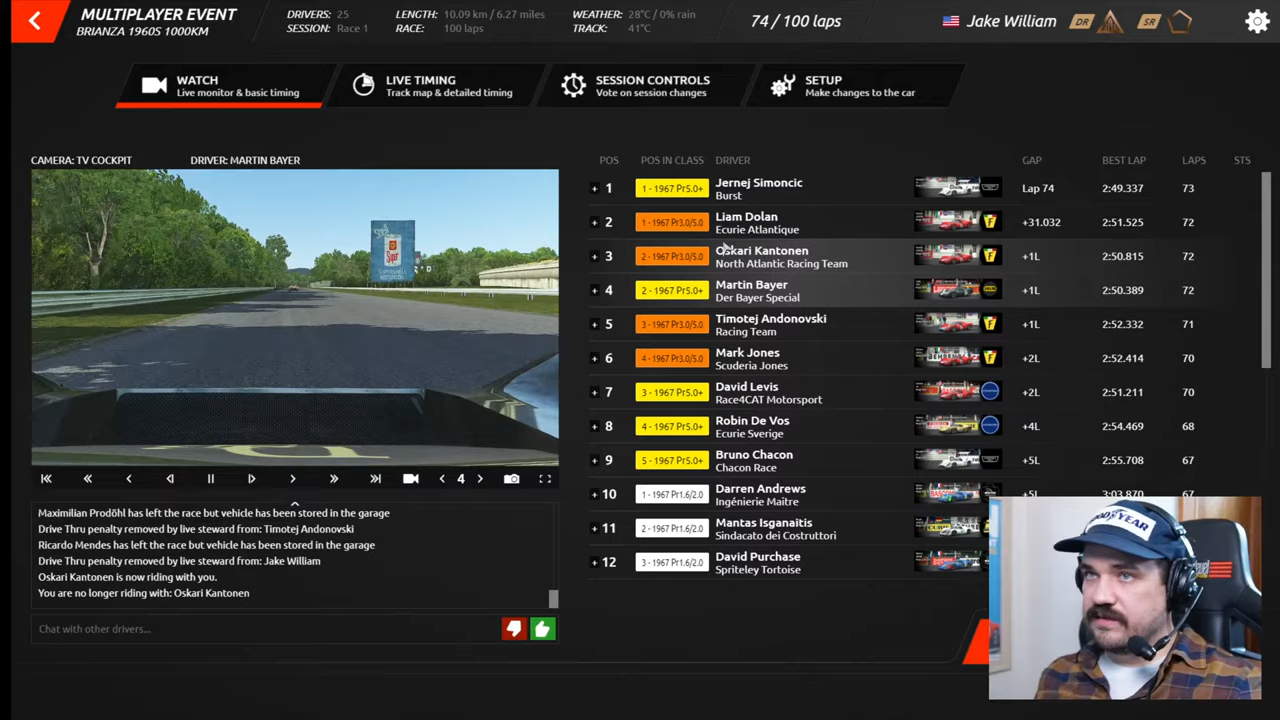 MULTIPLAYER EVENT
BRIANZA 1960S 1000KM
DRIVERS: 25
SESSION: Race 1
LENGTH: 10.09 km / 6.27 miles
RACE: 100 laps
WEATHER: 28°C / 0% rain
TRACK: 41°C
74 / 100 laps
Jake William
DR
SR
WATCH
Live monitor & basic timing
LIVE TIMING
Track map & detailed timing
SESSION CONTROLS
Vote on session changes
SETUP
Make changes to the car
CAMERA: TV COCKPIT DRIVER: MARTIN BAYER
POS POS IN CLASS DRIVER GAP BEST LAP LAPS STS
+ 1 1 - 1967 Pr5.0+ Jernej Simoncic Lap 74 2:49.337 73
Burst
+ 2 1 - 1967 Pr3.0/5.0 Liam Dolan +31.032 2:51.525 72
Ecurie Atlantique
+ 3 2 - 1967 Pr3.0/5.0 Oskari Kantonen +1L 2:50.815 72
North Atlantic Racing Team
+ 4 2 - 1967 Pr5.0+ Martin Bayer +1L 2:50.389 72
Der Bayer Special
+ 5 3 - 1967 Pr3.0/5.0 Timotej Andonovski +1L 2:52.332 71
Racing Team
+ 6 4 - 1967 Pr3.0/5.0 Mark Jones +2L 2:52.414 70
Scuderia Jones
+ 7 3 - 1967 Pr5.0+ David Levis +2L 2:51.211 70
Race4CAT Motorsport
+ 8 4 - 1967 Pr5.0+ Robin De Vos +4L 2:54.469 68
Ecurie Sverige
+ 9 5 - 1967 Pr5.0+ Bruno Chacon +5L 2:55.708 67
Chacon Race
+ 10 1 - 1967 Pr1.6/2.0 Darren Andrews +5L 3:03.870 67
Ingénierie Maître
+ 11 2 - 1967 Pr1.6/2.0 Mantas Isganaitis
Sindacato dei Costruttori
+ 12 3 - 1967 Pr1.6/2.0 David Purchase
Spriteley Tortoise
4
Maximilian Prodöhl has left the race but vehicle has been stored in the garage
Drive Thru penalty removed by live steward from: Timotej Andonovski
Ricardo Mendes has left the race but vehicle has been stored in the garage
Drive Thru penalty removed by live steward from: Jake William
Oskari Kantonen is now riding with you.
You are no longer riding with: Oskari Kantonen
Chat with other drivers...